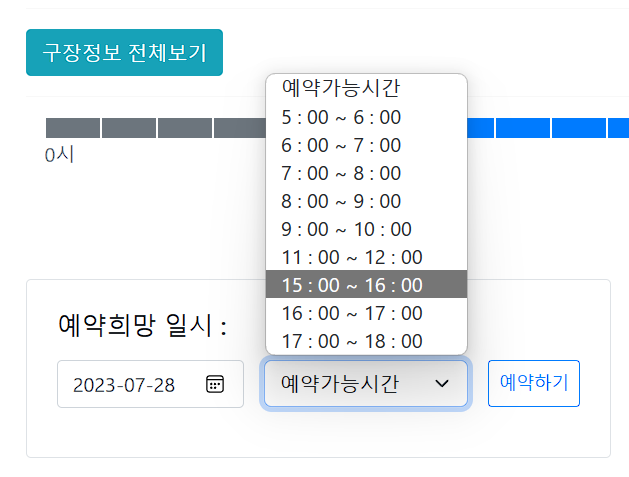 구장정보 전체보기
예약가능시간
5 : 00 ~ 6 : 00
6 : 00 ~ 7 : 00
7 : 00 ~ 8 : 00
8 : 00 ~ 9 : 00
9 : 00 ~ 10 : 00
11 : 00 ~ 12 : 00
15 : 00 ~ 16 : 00
16 : 00 ~ 17 : 00
17 : 00 ~ 18 : 00
0시
예약희망 일시 :
2023-07-28
예약가능시간
예약하기